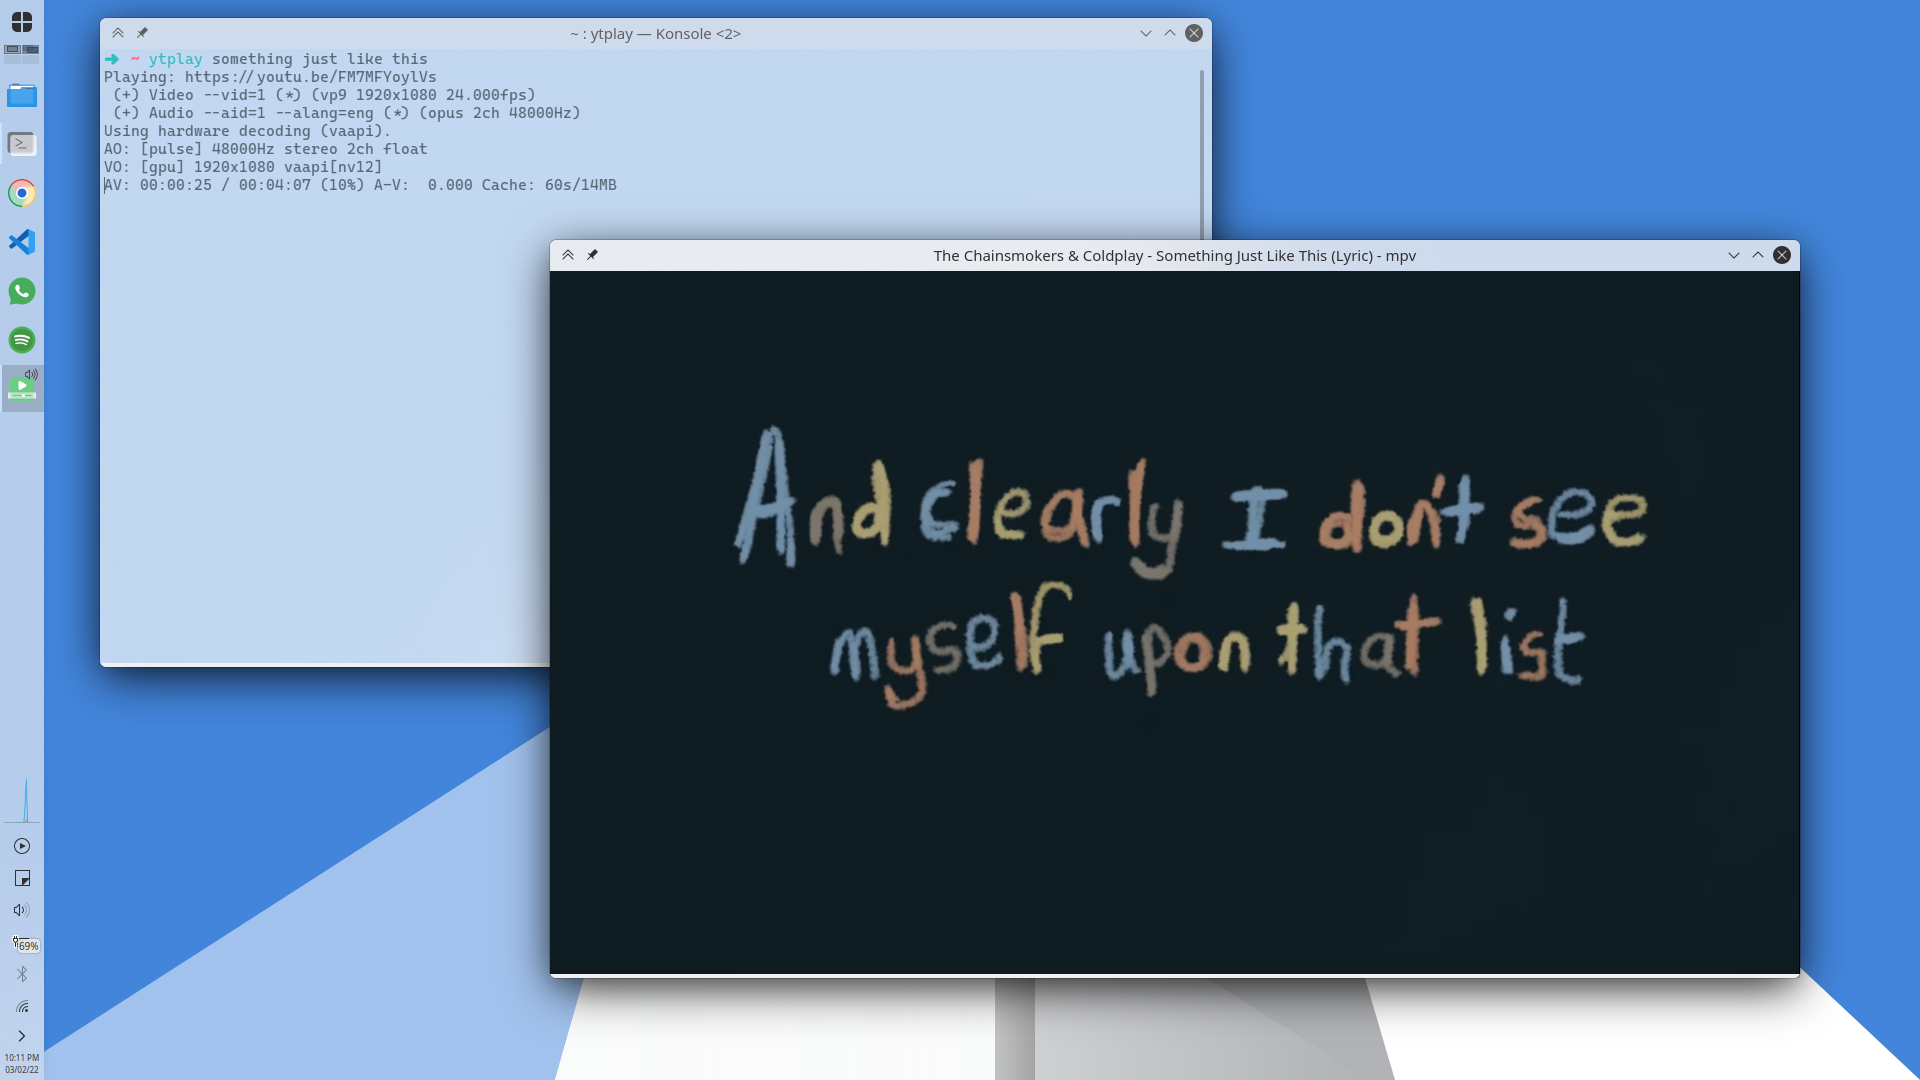 ~ : ytplay — Konsole <2>
➜ ~ ytplay something just like this
Playing: https://youtu.be/FM7MFYoylVs
(+) Video --vid=1 (*) (vp9 1920x1080 24.000fps)
(+) Audio --aid=1 --alang=eng (*) (opus 2ch 48000Hz)
Using hardware decoding (vaapi).
AO: [pulse] 48000Hz stereo 2ch float
VO: [gpu] 1920x1080 vaapi[nv12]
AV: 00:00:25 / 00:04:07 (10%) A-V: 0.000 Cache: 60s/14MB
The Chainsmokers & Coldplay - Something Just Like This (Lyric) - mpv
And clearly I don't see
myself upon that list
69%
10:11 PM
03/02/22